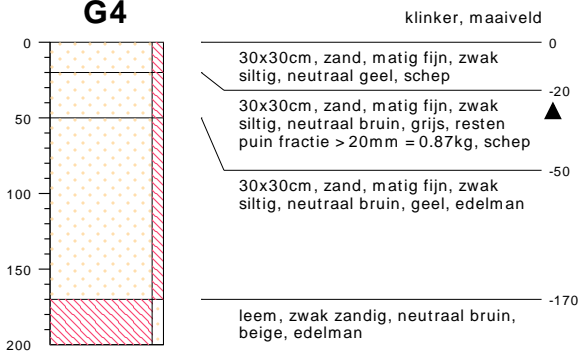 G4
klinker, maaiveld
0
0
30x30cm, zand, matig fijn, zwak
siltig, neutraal geel, schep
-20
30x30cm, zand, matig fijn, zwak
siltig, neutraal bruin, grijs, resten
puin fractie > 20mm = 0.87kg, schep
50
-50
30x30cm, zand, matig fijn, zwak
siltig, neutraal bruin, geel, edelman
100
150
-170
leem, zwak zandig, neutraal bruin,
beige, edelman
200